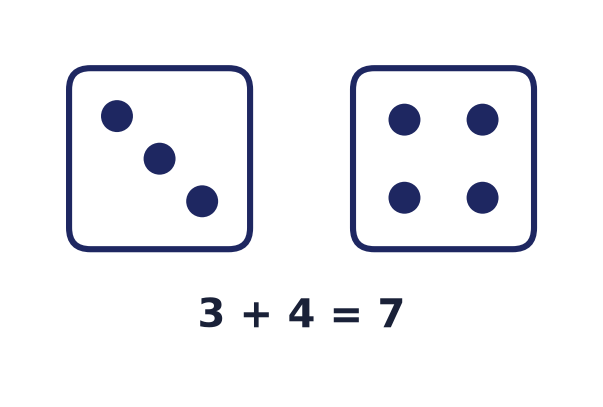 3 + 4 = 7